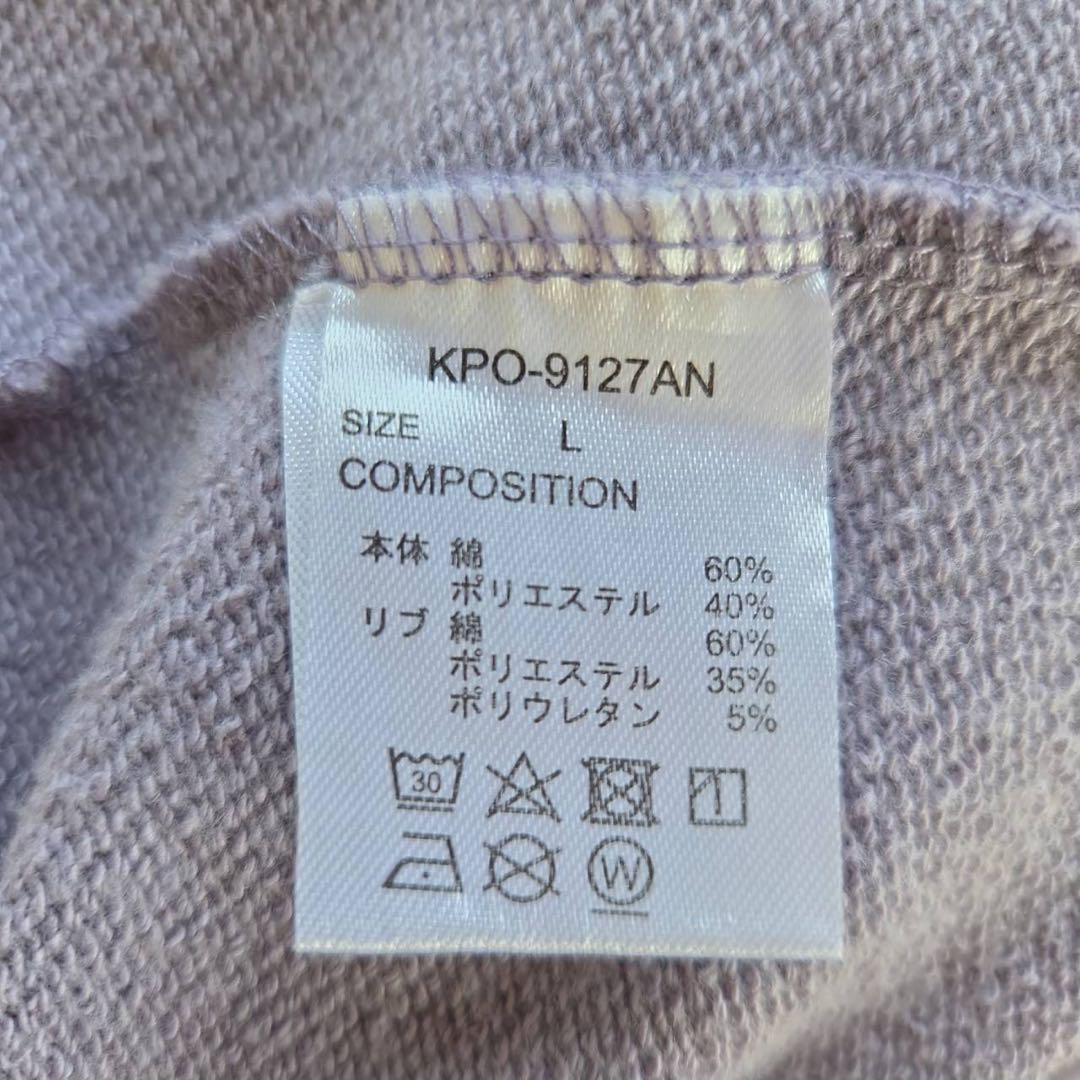 KPO-9127AN
SIZE L
COMPOSITION
本体 綿 60%
ポリエステル 40%
リブ 綿 60%
ポリエステル 35%
ポリウレタン 5%
30
W